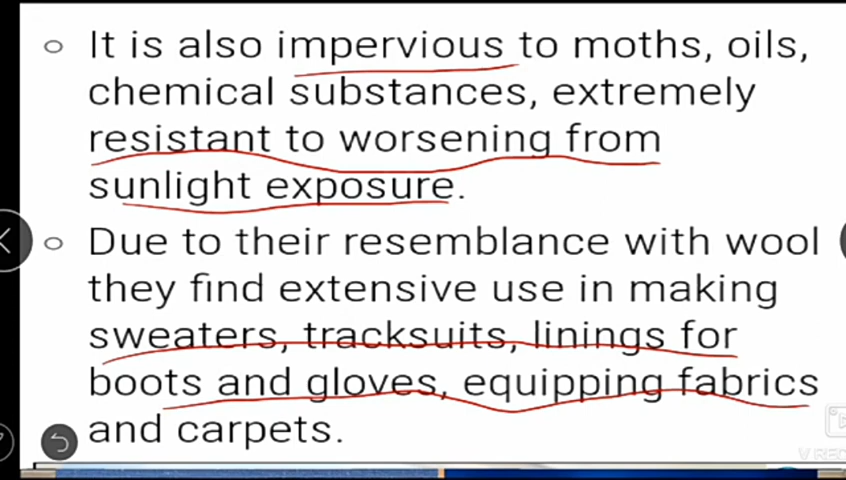 ○ It is also impervious to moths, oils,
chemical substances, extremely
resistant to worsening from
sunlight exposure.
○ Due to their resemblance with wool
they find extensive use in making
sweaters, tracksuits, linings for
boots and gloves, equipping fabrics
and carpets.
V REC